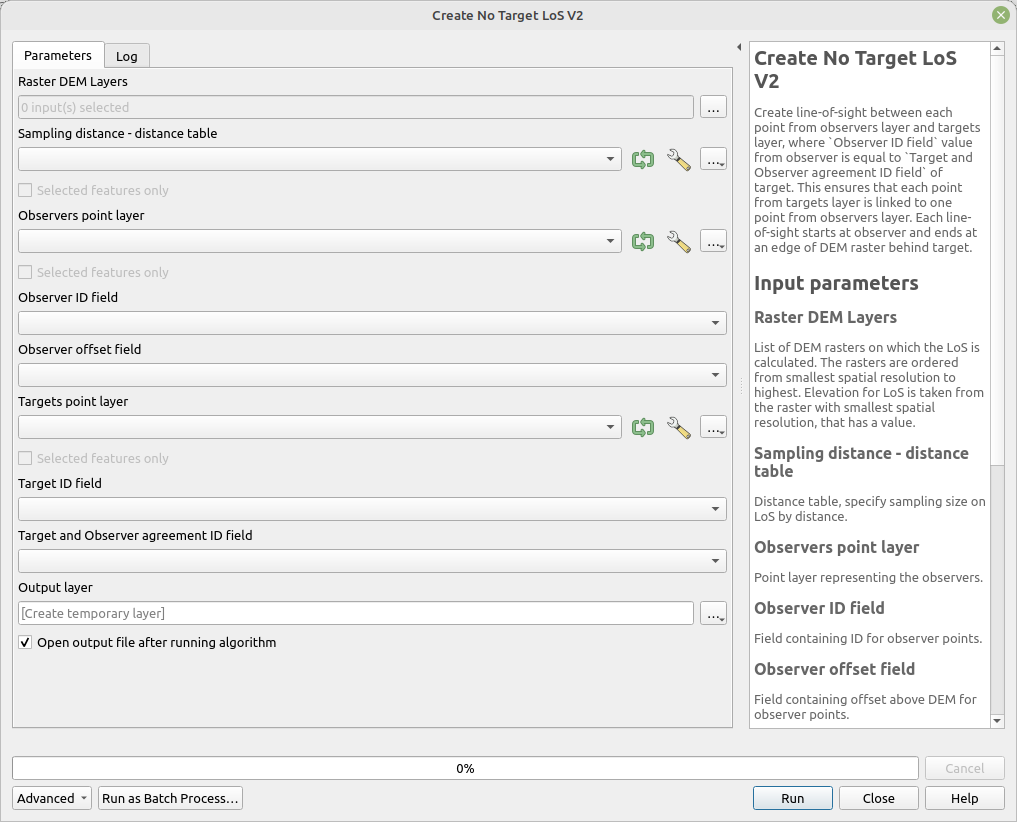 Create No Target LoS V2
Parameters
Log
Raster DEM Layers
0 input(s) selected
...
Sampling distance - distance table
...
Selected features only
Observers point layer
...
Selected features only
Observer ID field
Observer offset field
Targets point layer
...
Selected features only
Target ID field
Target and Observer agreement ID field
Output layer
[Create temporary layer]
...
Open output file after running algorithm
Create No Target LoS
V2
Create line-of-sight between each
point from observers layer and targets
layer, where `Observer ID field` value
from observer is equal to `Target and
Observer agreement ID field` of
target. This ensures that each point
from targets layer is linked to one
point from observers layer. Each line-
of-sight starts at observer and ends at
an edge of DEM raster behind target.
Input parameters
Raster DEM Layers
List of DEM rasters on which the LoS is
calculated. The rasters are ordered
from smallest spatial resolution to
highest. Elevation for LoS is taken from
the raster with smallest spatial
resolution, that has a value.
Sampling distance - distance
table
Distance table, specify sampling size on
LoS by distance.
Observers point layer
Point layer representing the observers.
Observer ID field
Field containing ID for observer points.
Observer offset field
Field containing offset above DEM for
observer points.
0%
Cancel
Advanced
Run as Batch Process...
Run
Close
Help